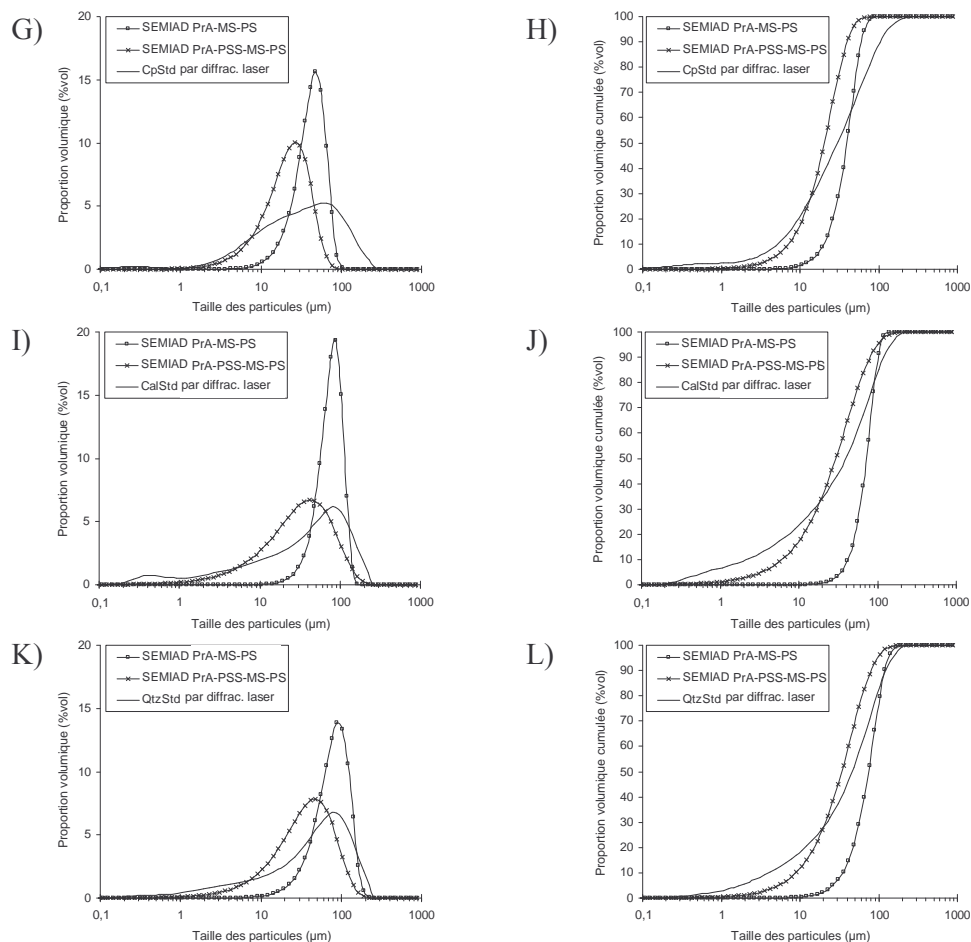 G)
20
15
10
5
0
0,1 1 10 100 1000
Proportion volumique (%vol)
Taille des particules (µm)
SEMIAD PrA-MS-PS
SEMIAD PrA-PSS-MS-PS
CpStd par diffrac. laser
H)
100
90
80
70
60
50
40
30
20
10
0
0,1 1 10 100 1000
Proportion volumique cumulée (%vol)
Taille des particules (µm)
SEMIAD PrA-MS-PS
SEMIAD PrA-PSS-MS-PS
CpStd par diffrac. laser
I)
20
15
10
5
0
0,1 1 10 100 1000
Proportion volumique (%vol)
Taille des particules (µm)
SEMIAD PrA-MS-PS
SEMIAD PrA-PSS-MS-PS
CalStd par diffrac. laser
J)
100
90
80
70
60
50
40
30
20
10
0
0,1 1 10 100 1000
Proportion volumique cumulée (%vol)
Taille des particules (µm)
SEMIAD PrA-MS-PS
SEMIAD PrA-PSS-MS-PS
CalStd par diffrac. laser
K)
20
15
10
5
0
0,1 1 10 100 1000
Proportion volumique (%vol)
Taille des particules (µm)
SEMIAD PrA-MS-PS
SEMIAD PrA-PSS-MS-PS
QtzStd par diffrac. laser
L)
100
90
80
70
60
50
40
30
20
10
0
0,1 1 10 100 1000
Proportion volumique cumulée (%vol)
Taille des particules (µm)
SEMIAD PrA-MS-PS
SEMIAD PrA-PSS-MS-PS
QtzStd par diffrac. laser